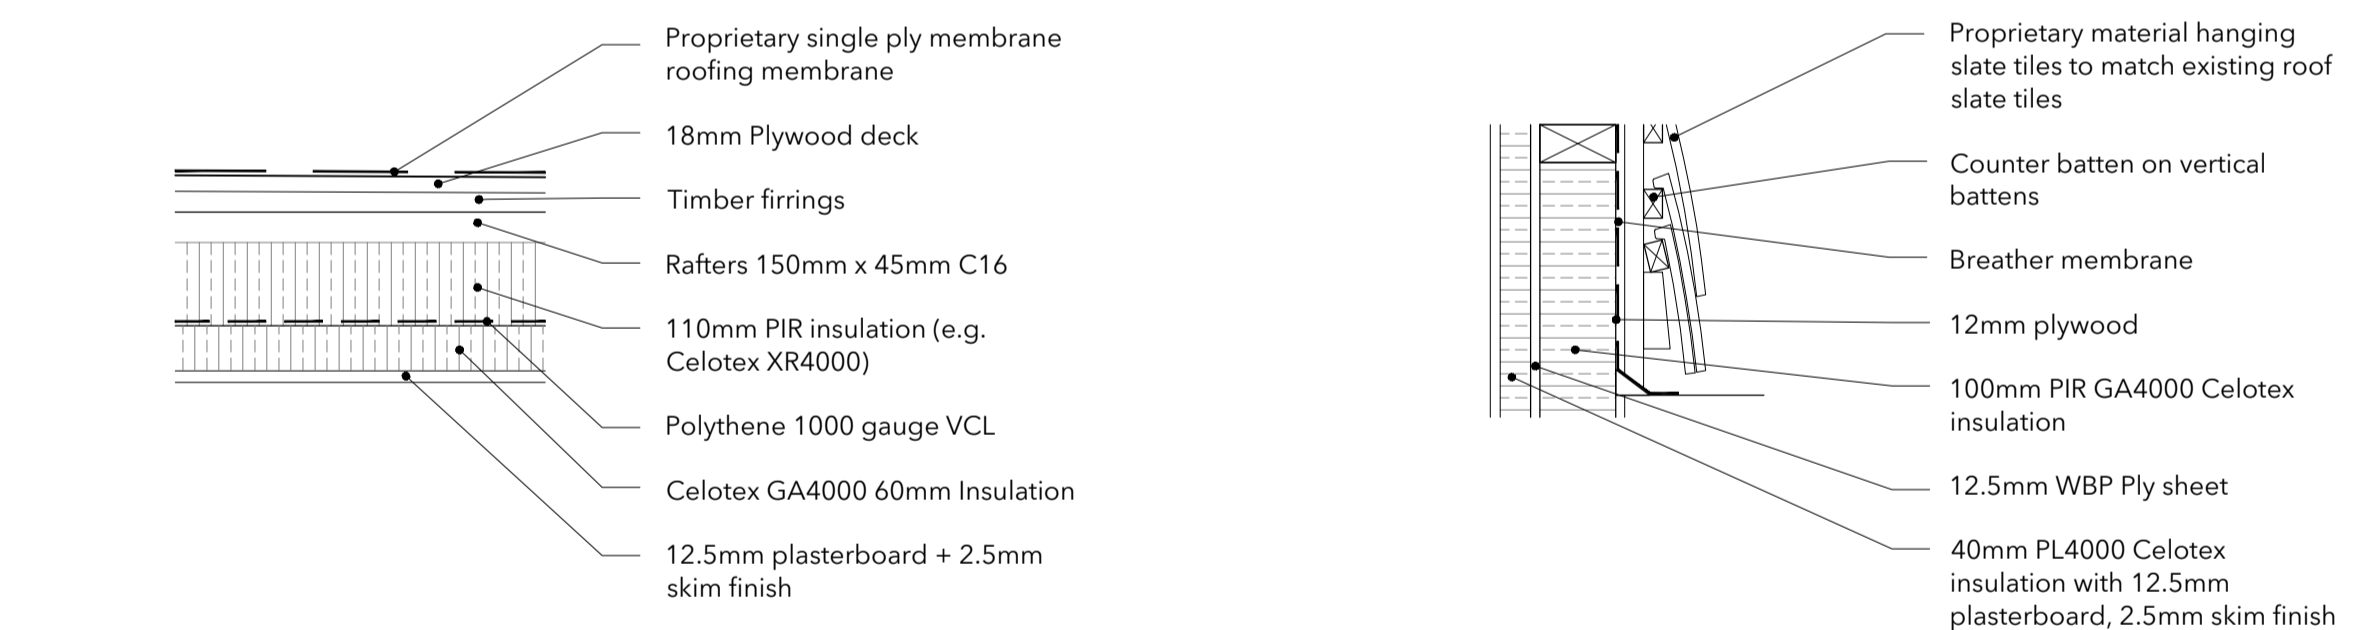 Proprietary single ply membrane
roofing membrane
18mm Plywood deck
Timber firrings
Rafters 150mm x 45mm C16
110mm PIR insulation (e.g.
Celotex XR4000)
Polythene 1000 gauge VCL
Celotex GA4000 60mm Insulation
12.5mm plasterboard + 2.5mm
skim finish
Proprietary material hanging
slate tiles to match existing roof
slate tiles
Counter batten on vertical
battens
Breather membrane
12mm plywood
100mm PIR GA4000 Celotex
insulation
12.5mm WBP Ply sheet
40mm PL4000 Celotex
insulation with 12.5mm
plasterboard, 2.5mm skim finish